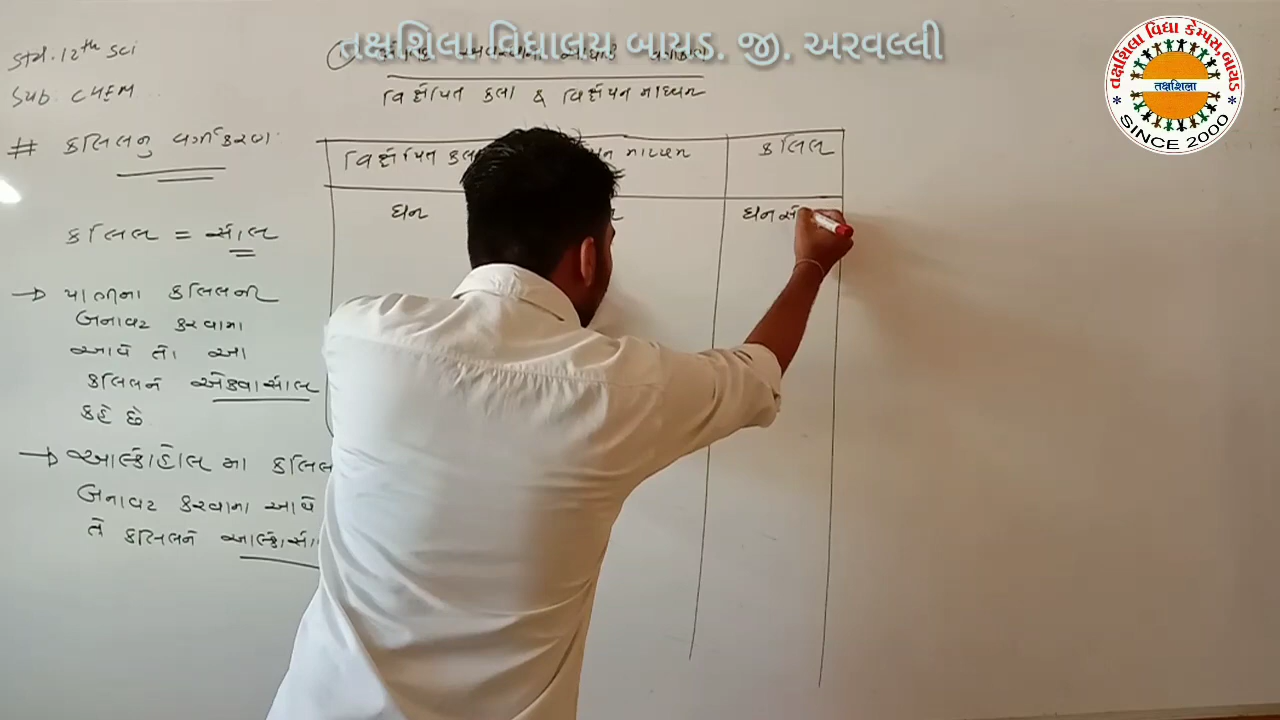 તક્ષશિલા વિદ્યાલય બાયડ. જી. અરવલ્લી
તક્ષશિલા વિદ્યા કેમ્પસ, બાયડ
તક્ષશિલા
* SINCE 2000 *
12th sci
Sub. CHEM
# કલિલનુ વર્ગીકરણ
કલિલ = સોલ
→ પાણીના કલિલની
બનાવટ કરવામા
આવે તો આ
કલિલને એક્વાસોલ
કહે છે
→ આલ્કોહોલ મા કલિલ
બનાવટ કરવામા આવે
તે કલિલને આલ્કોસો
વિક્ષેપિત કલા & વિક્ષેપન માધ્યમ
વિક્ષેપિત કલ ન માધ્યમ કલિલ
ઘન ઘન સો